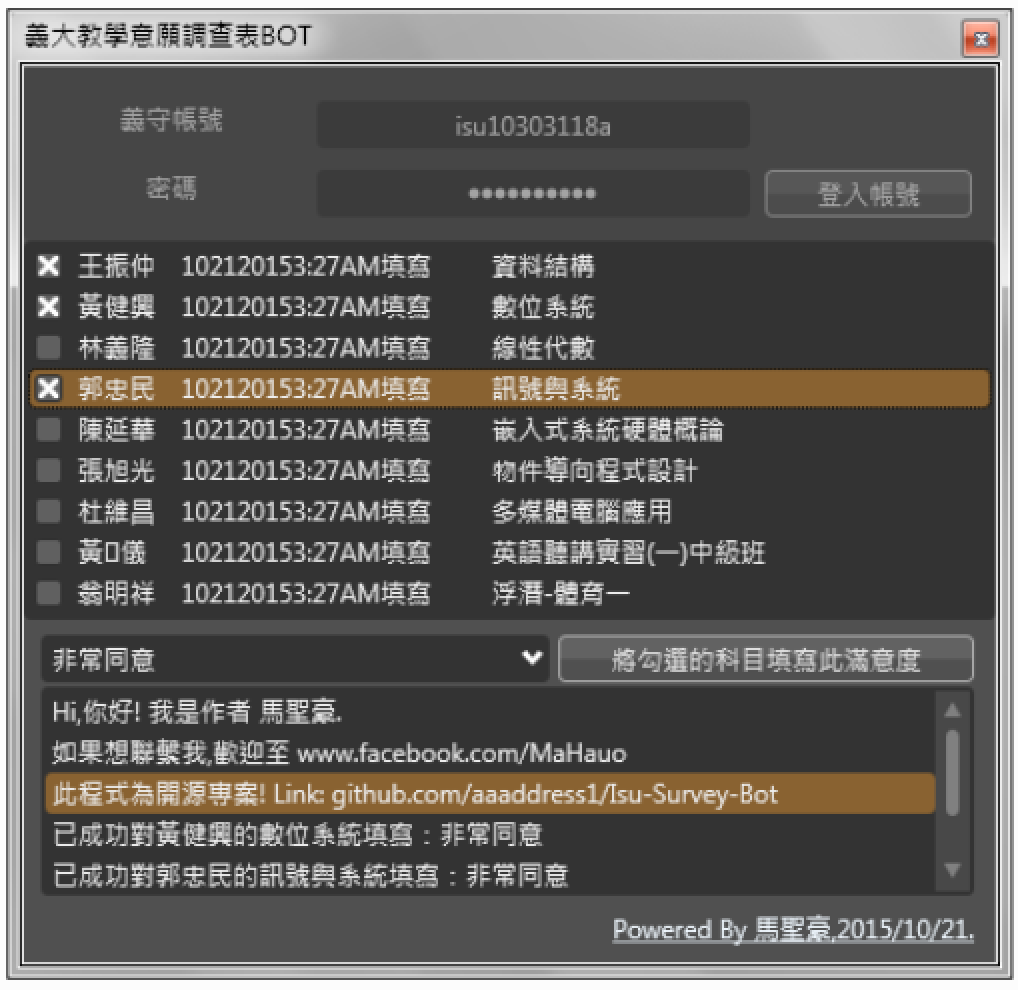 義大教學意願調查表BOT
義守帳號 isu10303118a
密碼 •••••••••• 登入帳號
王振仲 102120153:27AM填寫 資料結構
黃健興 102120153:27AM填寫 數位系統
林義隆 102120153:27AM填寫 線性代數
郭忠民 102120153:27AM填寫 訊號與系統
陳延華 102120153:27AM填寫 嵌入式系統硬體概論
張旭光 102120153:27AM填寫 物件導向程式設計
杜維昌 102120153:27AM填寫 多媒體電腦應用
黃儀 102120153:27AM填寫 英語聽講實習(一)中級班
翁明祥 102120153:27AM填寫 浮潛-體育一
非常同意 將勾選的科目填寫此滿意度
Hi,你好! 我是作者 馬聖豪.
如果想聯繫我,歡迎至 www.facebook.com/MaHauo
此程式為開源專案! Link: github.com/aaaddress1/Isu-Survey-Bot
已成功對黃健興的數位系統填寫：非常同意
已成功對郭忠民的訊號與系統填寫：非常同意
Powered By 馬聖豪,2015/10/21.